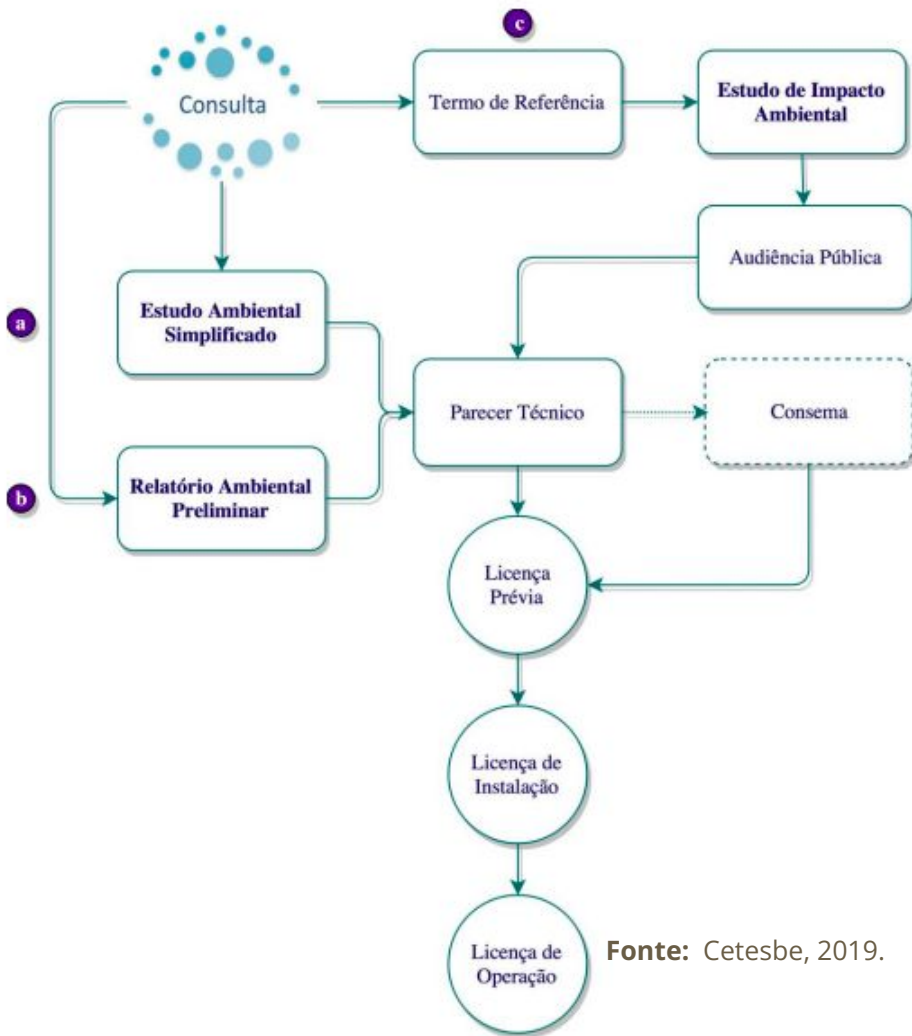 c
Consulta
Termo de Referência
Estudo de Impacto
Ambiental
Audiência Pública
a
Estudo Ambiental
Simplificado
Parecer Técnico
Consema
b
Relatório Ambiental
Preliminar
Licença
Prévia
Licença de
Instalação
Licença de
Operação
Fonte: Cetesbe, 2019.